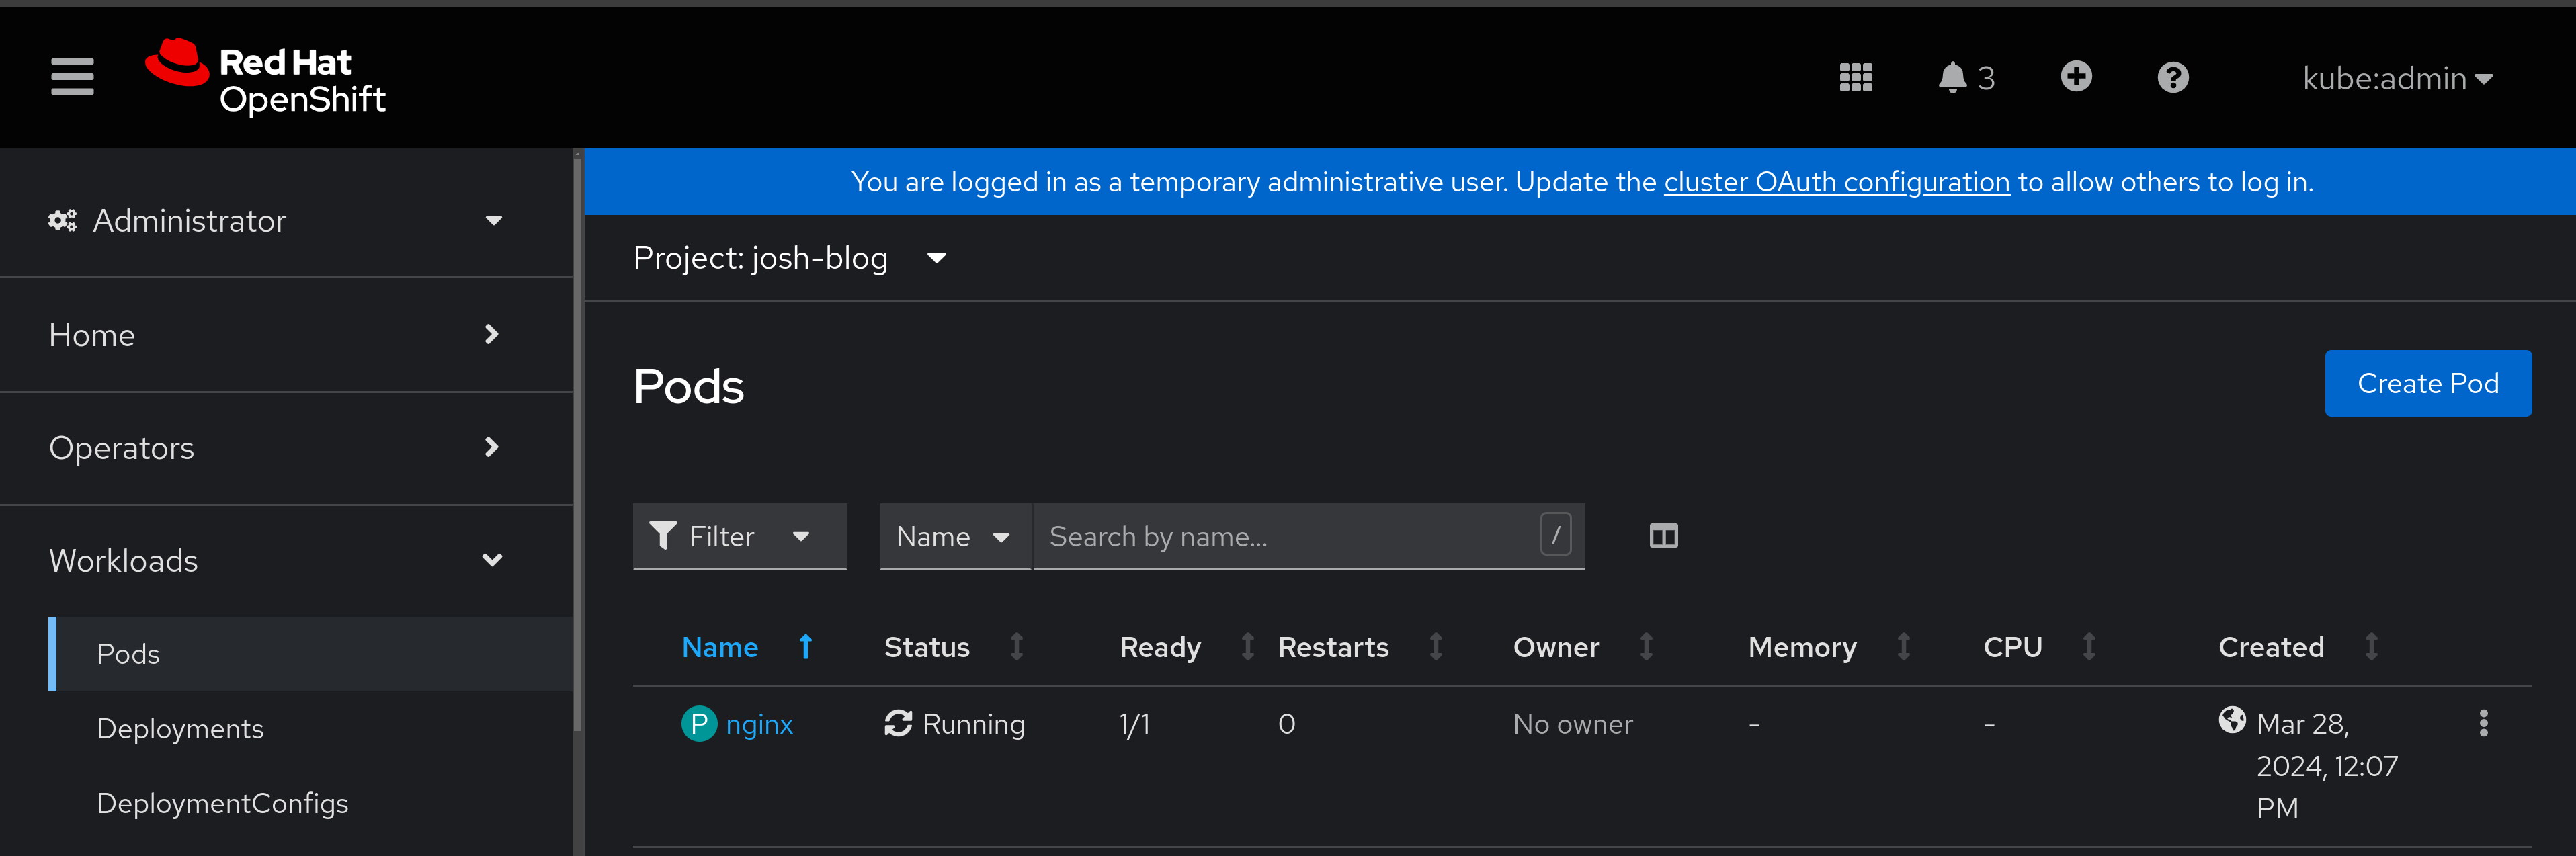 Red Hat
OpenShift
3
kube:admin
Administrator
Home
Operators
Workloads
Pods
Deployments
DeploymentConfigs
You are logged in as a temporary administrative user. Update the cluster OAuth configuration to allow others to log in.
Project: josh-blog
Pods
Create Pod
Filter
Name
Search by name...
/
Name Status Ready Restarts Owner Memory CPU Created
P nginx Running 1/1 0 No owner - - Mar 28,
2024, 12:07
PM